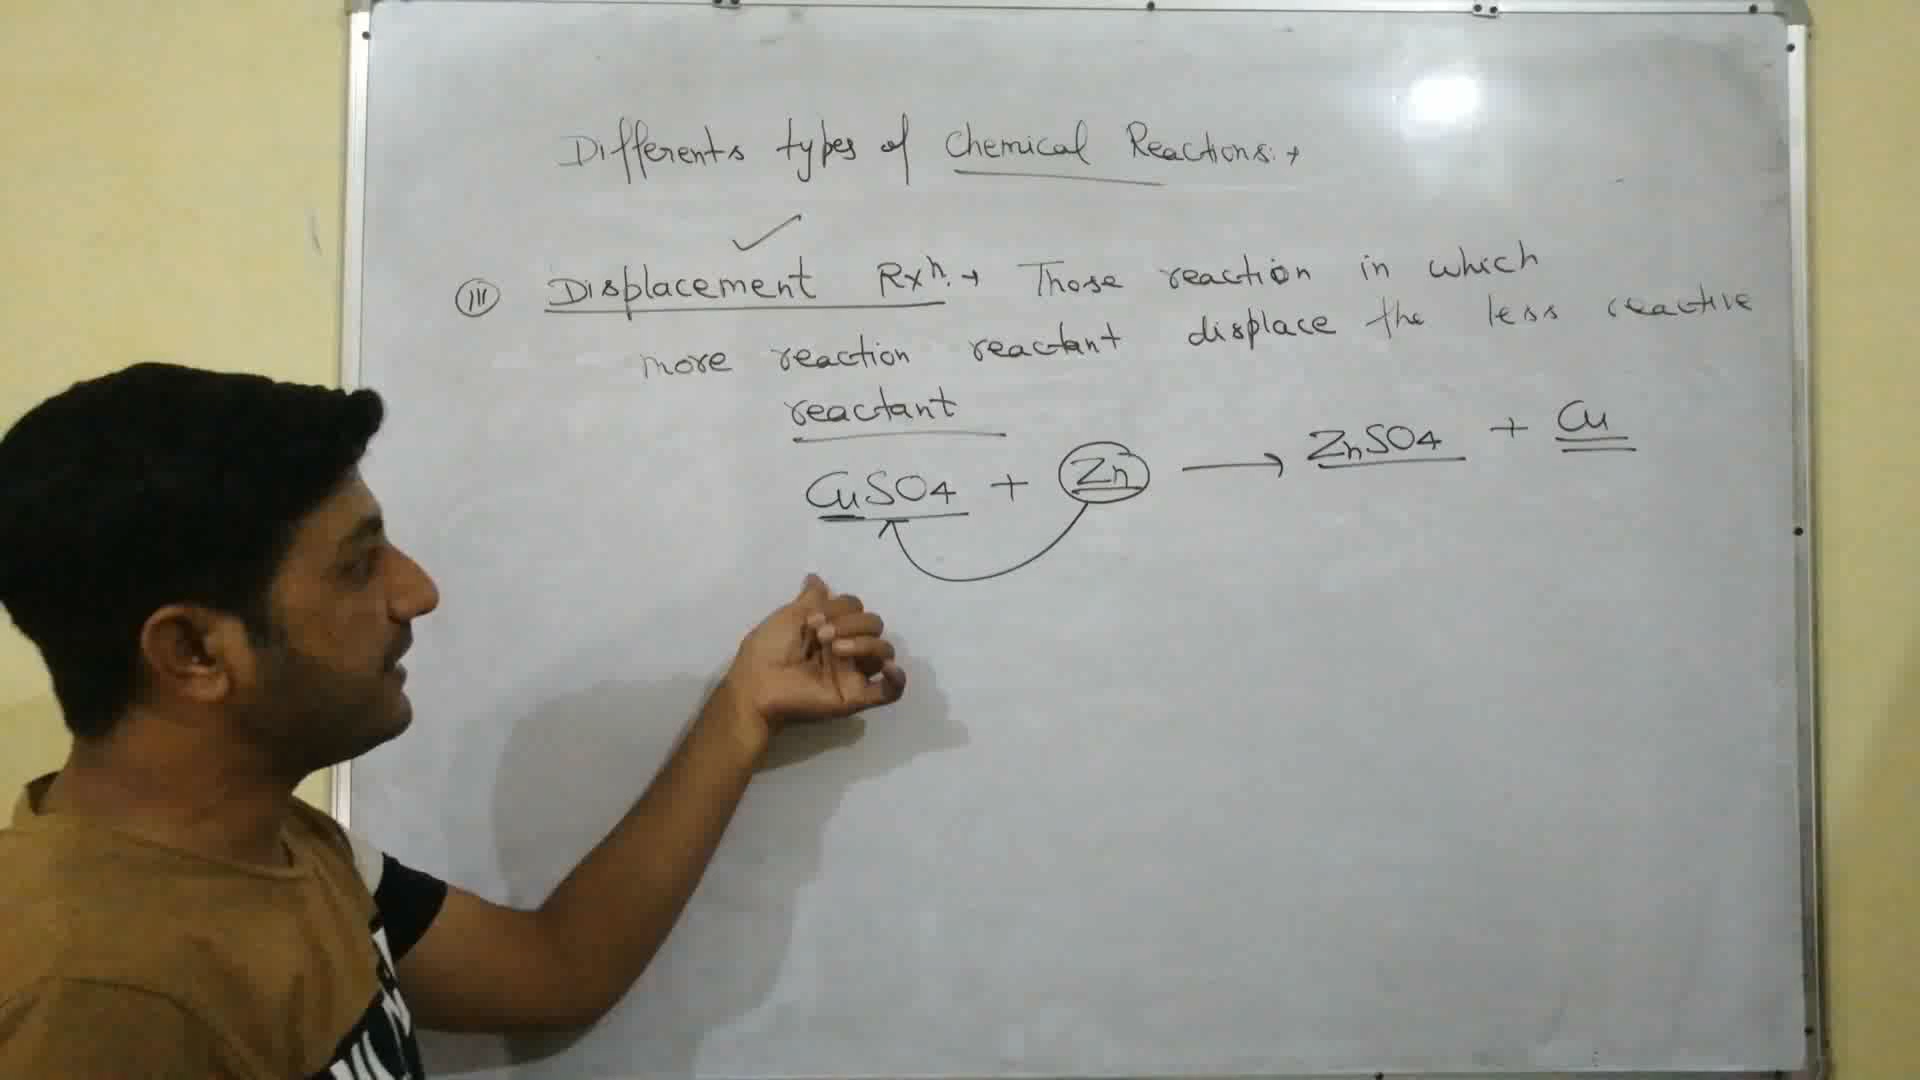 Differents types of Chemical Reactions:→
(iii) Displacement Rxn.→ Those reaction in which
more reaction reactant displace the less reactive
reactant
CuSO4 + Zn → ZnSO4 + Cu